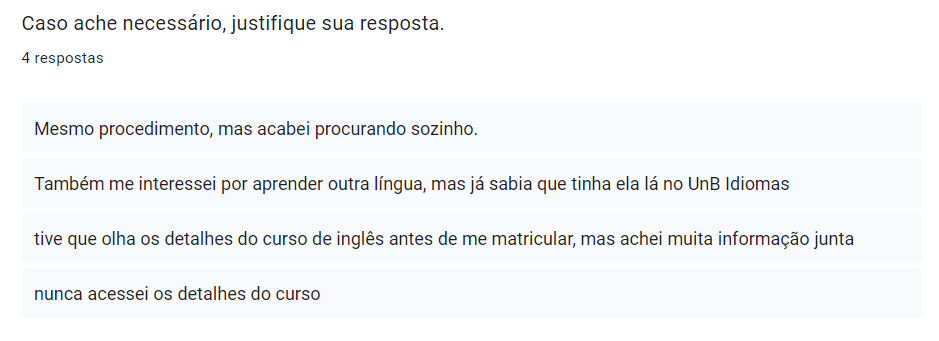 Caso ache necessário, justifique sua resposta.
4 respostas
Mesmo procedimento, mas acabei procurando sozinho.
Também me interessei por aprender outra língua, mas já sabia que tinha ela lá no UnB Idiomas
tive que olha os detalhes do curso de inglês antes de me matricular, mas achei muita informação junta
nunca acessei os detalhes do curso